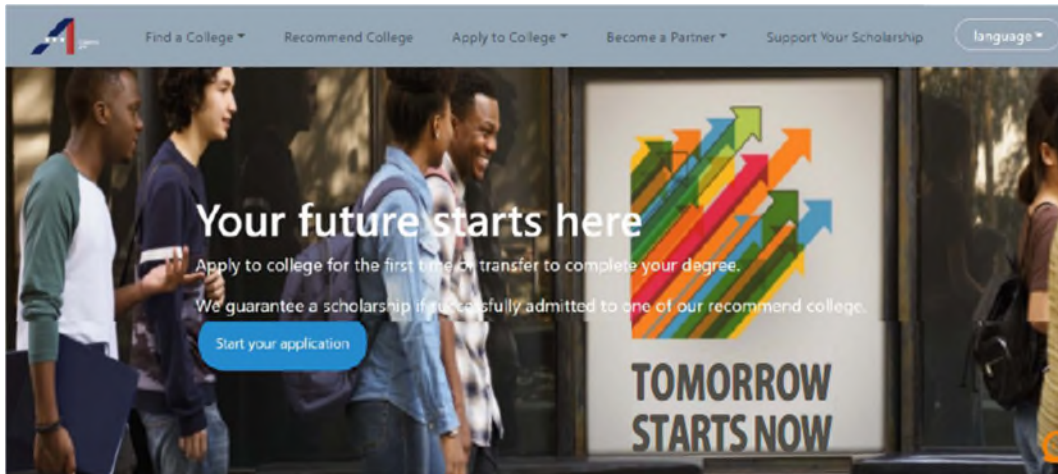 Find a College
Recommend College
Apply to College
Become a Partner
Support Your Scholarship
language
Your future starts here
Apply to college for the first time or transfer to complete your degree.
We guarantee a scholarship if successfully admitted to one of our recommend college.
Start your application
TOMORROW
STARTS NOW